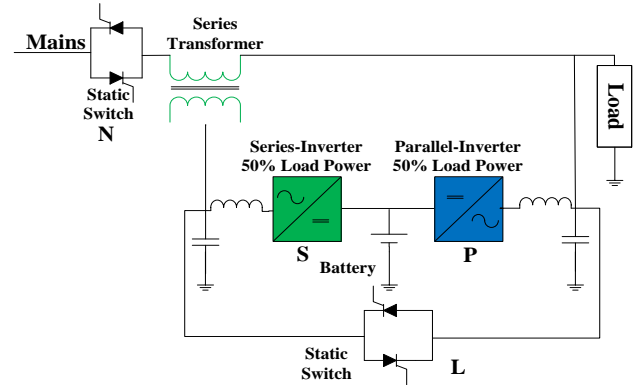 Series
Transformer
Mains
Static
Switch
N
Load
Series-Inverter
50% Load Power
Parallel-Inverter
50% Load Power
S
Battery
P
Static
Switch
L